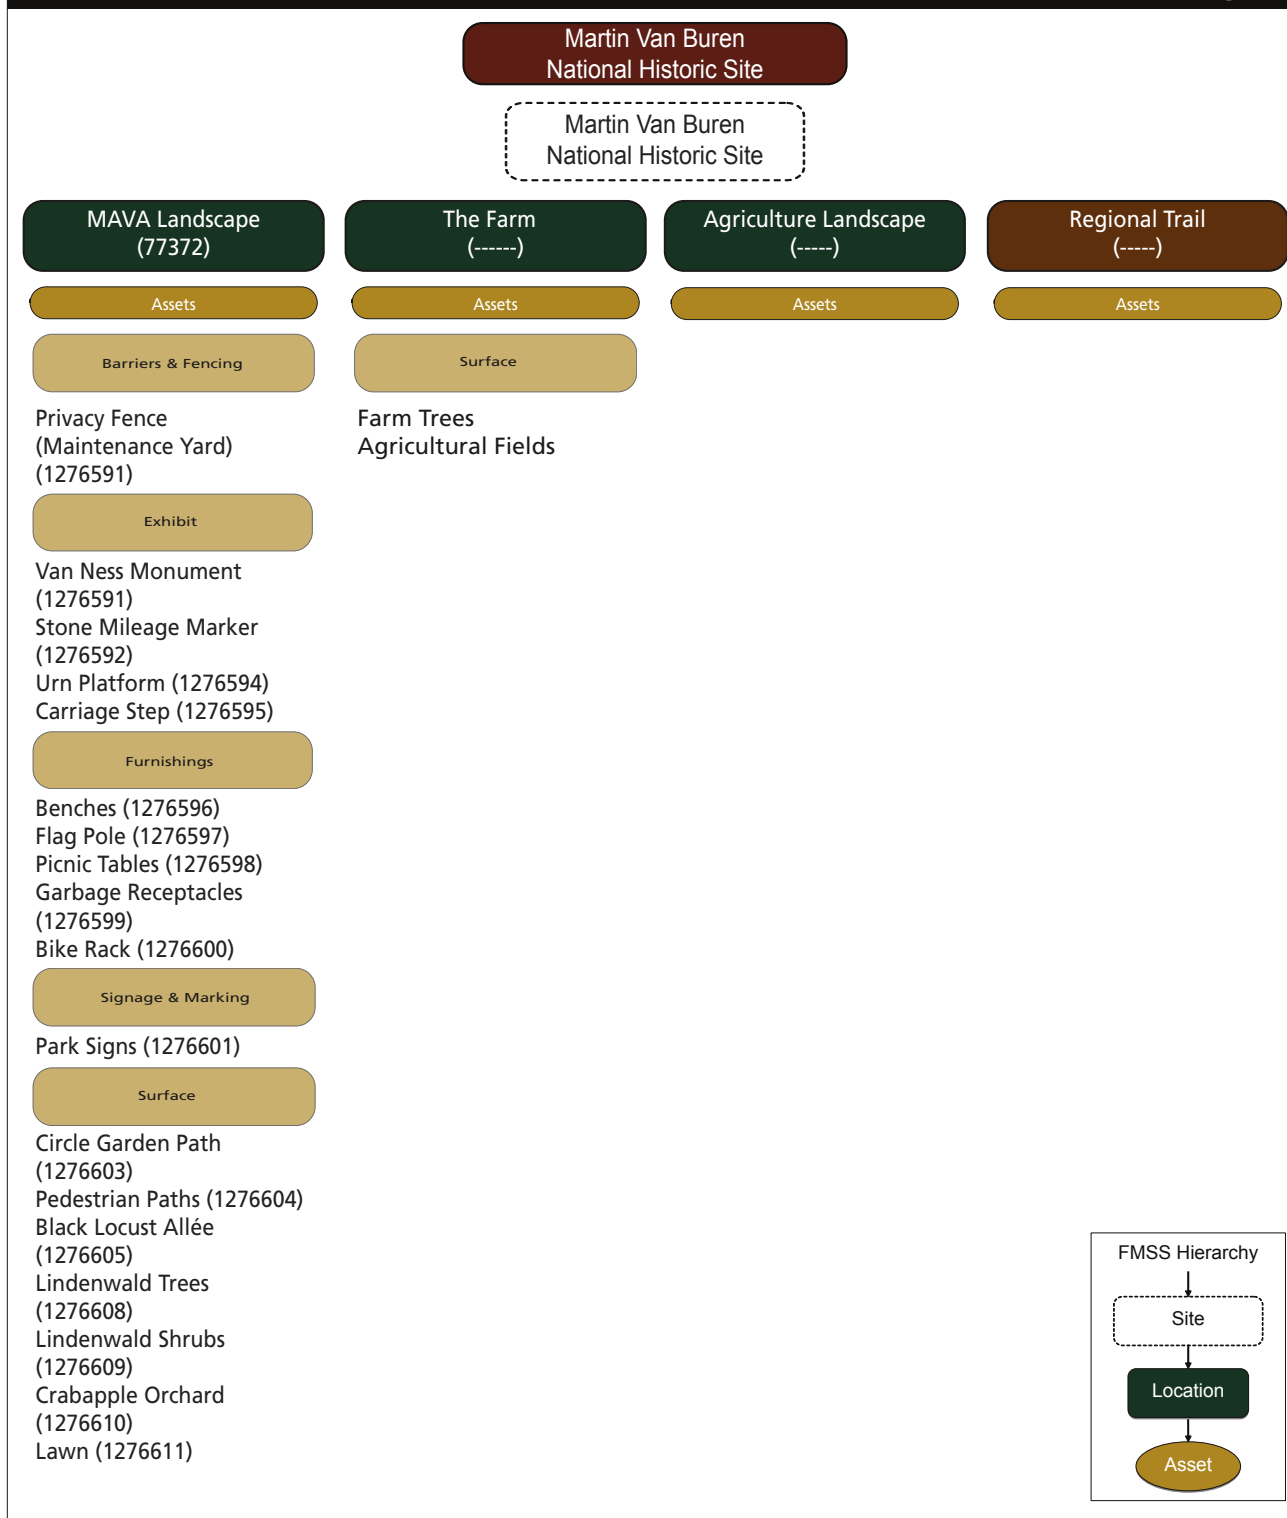 Martin Van Buren
National Historic Site
Martin Van Buren
National Historic Site
MAVA Landscape
(77372)
Assets
Barriers & Fencing
Privacy Fence
(Maintenance Yard)
(1276591)
Exhibit
Van Ness Monument
(1276591)
Stone Mileage Marker
(1276592)
Urn Platform (1276594)
Carriage Step (1276595)
Furnishings
Benches (1276596)
Flag Pole (1276597)
Picnic Tables (1276598)
Garbage Receptacles
(1276599)
Bike Rack (1276600)
Signage & Marking
Park Signs (1276601)
Surface
Circle Garden Path
(1276603)
Pedestrian Paths (1276604)
Black Locust Allée
(1276605)
Lindenwald Trees
(1276608)
Lindenwald Shrubs
(1276609)
Crabapple Orchard
(1276610)
Lawn (1276611)
The Farm
(------)
Assets
Surface
Farm Trees
Agricultural Fields
Agriculture Landscape
(-----)
Assets
Regional Trail
(-----)
Assets
FMSS Hierarchy
Site
Location
Asset